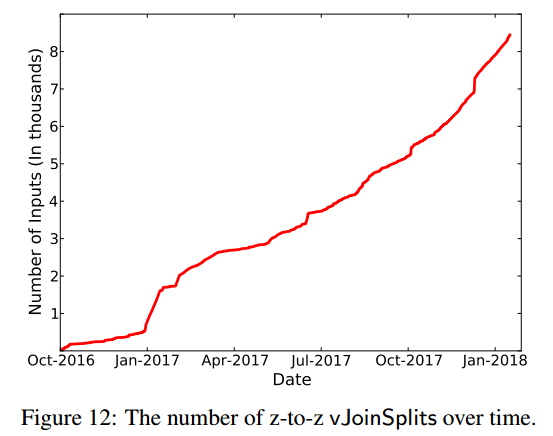 8
7
6
5
4
3
2
1
Number of Inputs (In thousands)
Oct-2016 Jan-2017 Apr-2017 Jul-2017 Oct-2017 Jan-2018
Date
Figure 12: The number of z-to-z vJoinSplits over time.